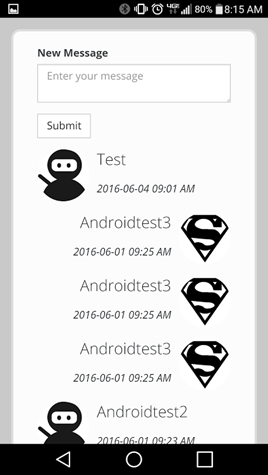 4G LTE 80% 8:15 AM
New Message
Enter your message
Submit
Test
2016-06-04 09:01 AM
Androidtest3
2016-06-01 09:25 AM
Androidtest3
2016-06-01 09:25 AM
Androidtest3
2016-06-01 09:25 AM
Androidtest2
2016-06-01 09:23 AM